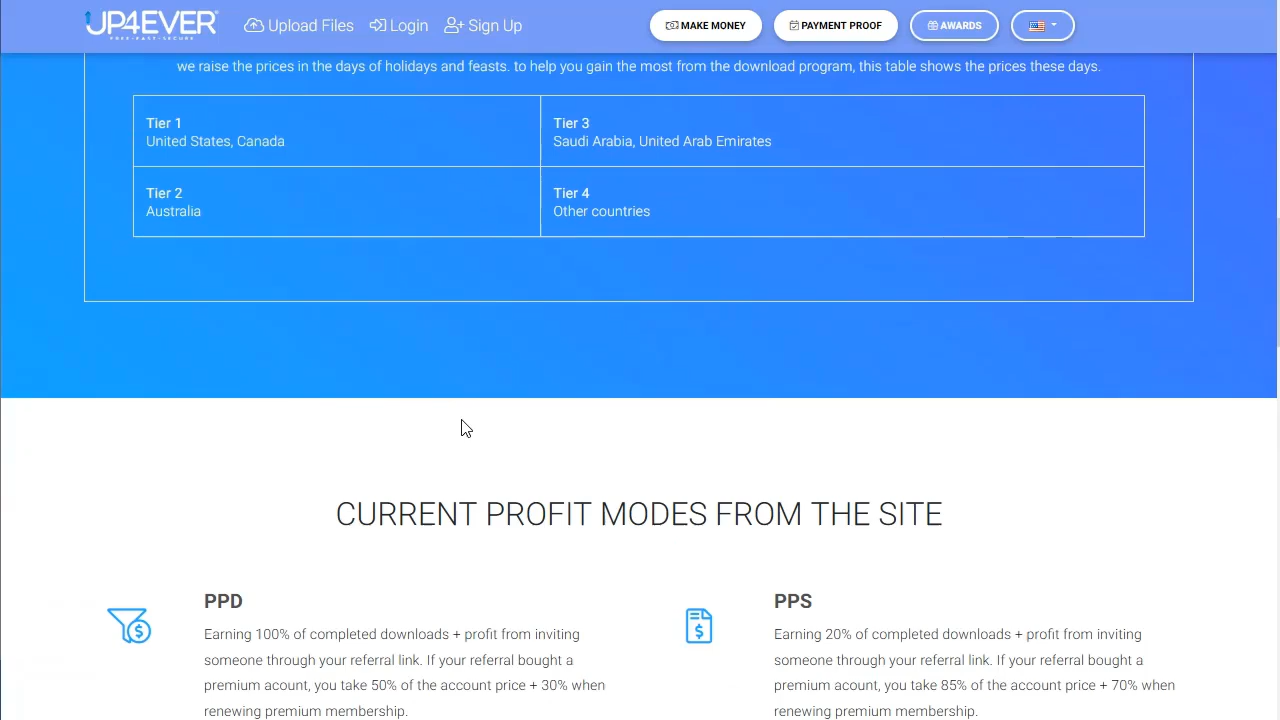 UP4EVER
FREE•FAST•SECURE
Upload Files
Login
Sign Up
MAKE MONEY
PAYMENT PROOF
AWARDS
we raise the prices in the days of holidays and feasts. to help you gain the most from the download program, this table shows the prices these days.
Tier 1
United States, Canada
Tier 3
Saudi Arabia, United Arab Emirates
Tier 2
Australia
Tier 4
Other countries
CURRENT PROFIT MODES FROM THE SITE
PPD
Earning 100% of completed downloads + profit from inviting
someone through your referral link. If your referral bought a
premium acount, you take 50% of the account price + 30% when
renewing premium membership.
PPS
Earning 20% of completed downloads + profit from inviting
someone through your referral link. If your referral bought a
premium acount, you take 85% of the account price + 70% when
renewing premium membership.